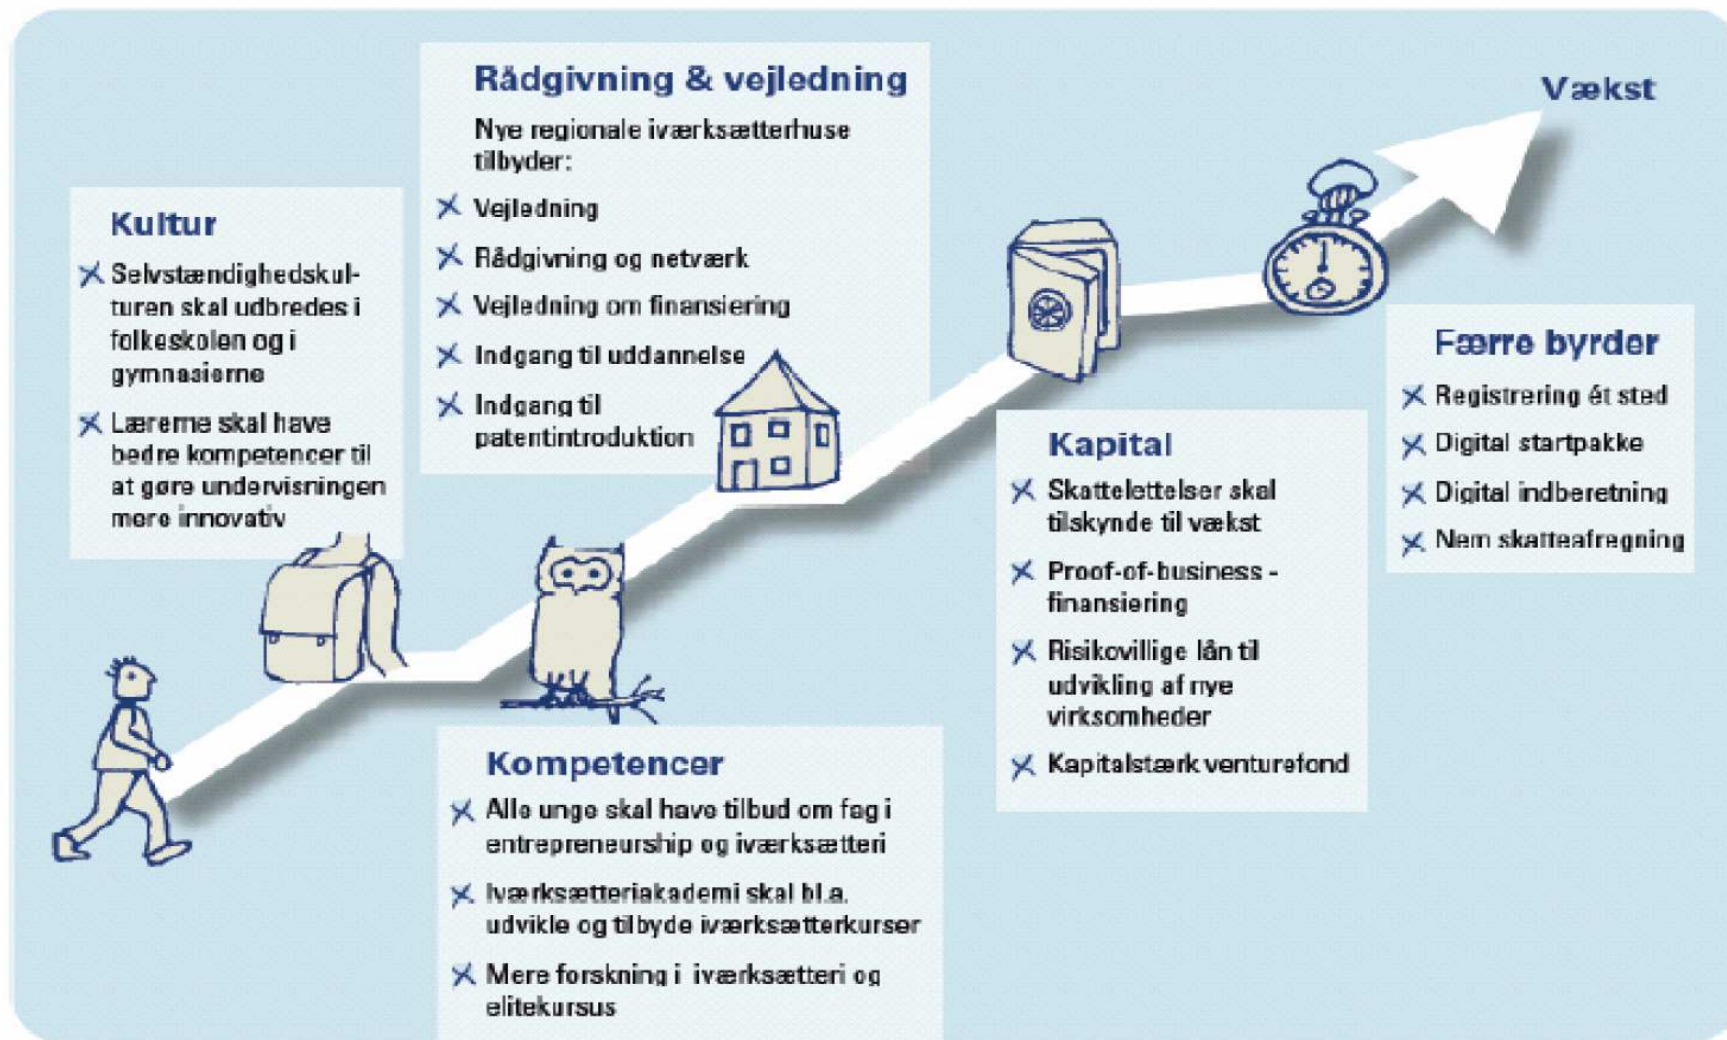 Kultur
Selvstændighedskul-
turen skal udbredes i
folkeskolen og i
gymnasierne
Lærerne skal have
bedre kompetencer til
at gøre undervisningen
mere innovativ
Rådgivning & vejledning
Nye regionale iværksætterhuse
tilbyder:
Vejledning
Rådgivning og netværk
Vejledning om finansiering
Indgang til uddannelse
Indgang til
patentintroduktion
Kompetencer
Alle unge skal have tilbud om fag i
entrepreneurship og iværksætteri
Iværksætteriakademi skal bl.a.
udvikle og tilbyde iværksætterkurser
Mere forskning i iværksætteri og
elitekursus
Kapital
Skattelettelser skal
tilskynde til vækst
Proof-of-business -
finansiering
Risikovillige lån til
udvikling af nye
virksomheder
Kapitalstærk venturefond
Færre byrder
Registrering ét sted
Digital startpakke
Digital indberetning
Nem skatteafregning
Vækst